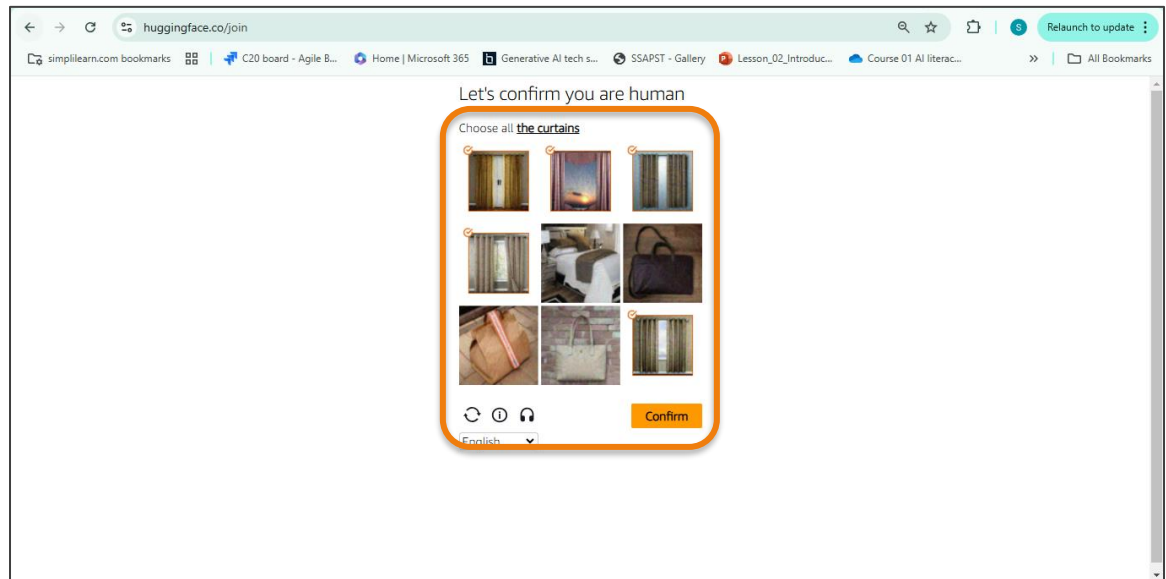 huggingface.co/join
S
Relaunch to update
simplilearn.com bookmarks
C20 board - Agile B...
Home | Microsoft 365
Generative AI tech s...
SSAPST - Gallery
Lesson_02_Introduc...
Course 01 AI literac...
All Bookmarks
Let's confirm you are human
Choose all the curtains
Confirm
English